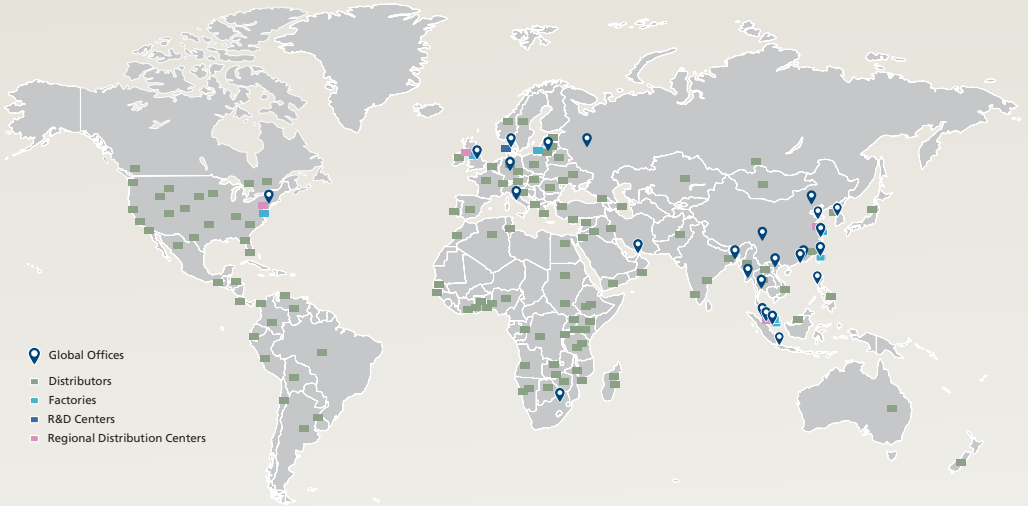 Global Offices
Distributors
Factories
R&D Centers
Regional Distribution Centers